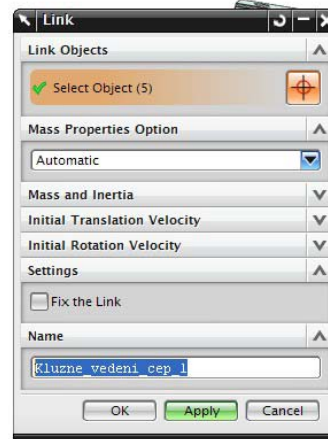 Link
Link Objects
Select Object (5)
Mass Properties Option
Automatic
Mass and Inertia
Initial Translation Velocity
Initial Rotation Velocity
Settings
Fix the Link
Name
Kluzne_vedeni_cep_1
OK Apply Cancel